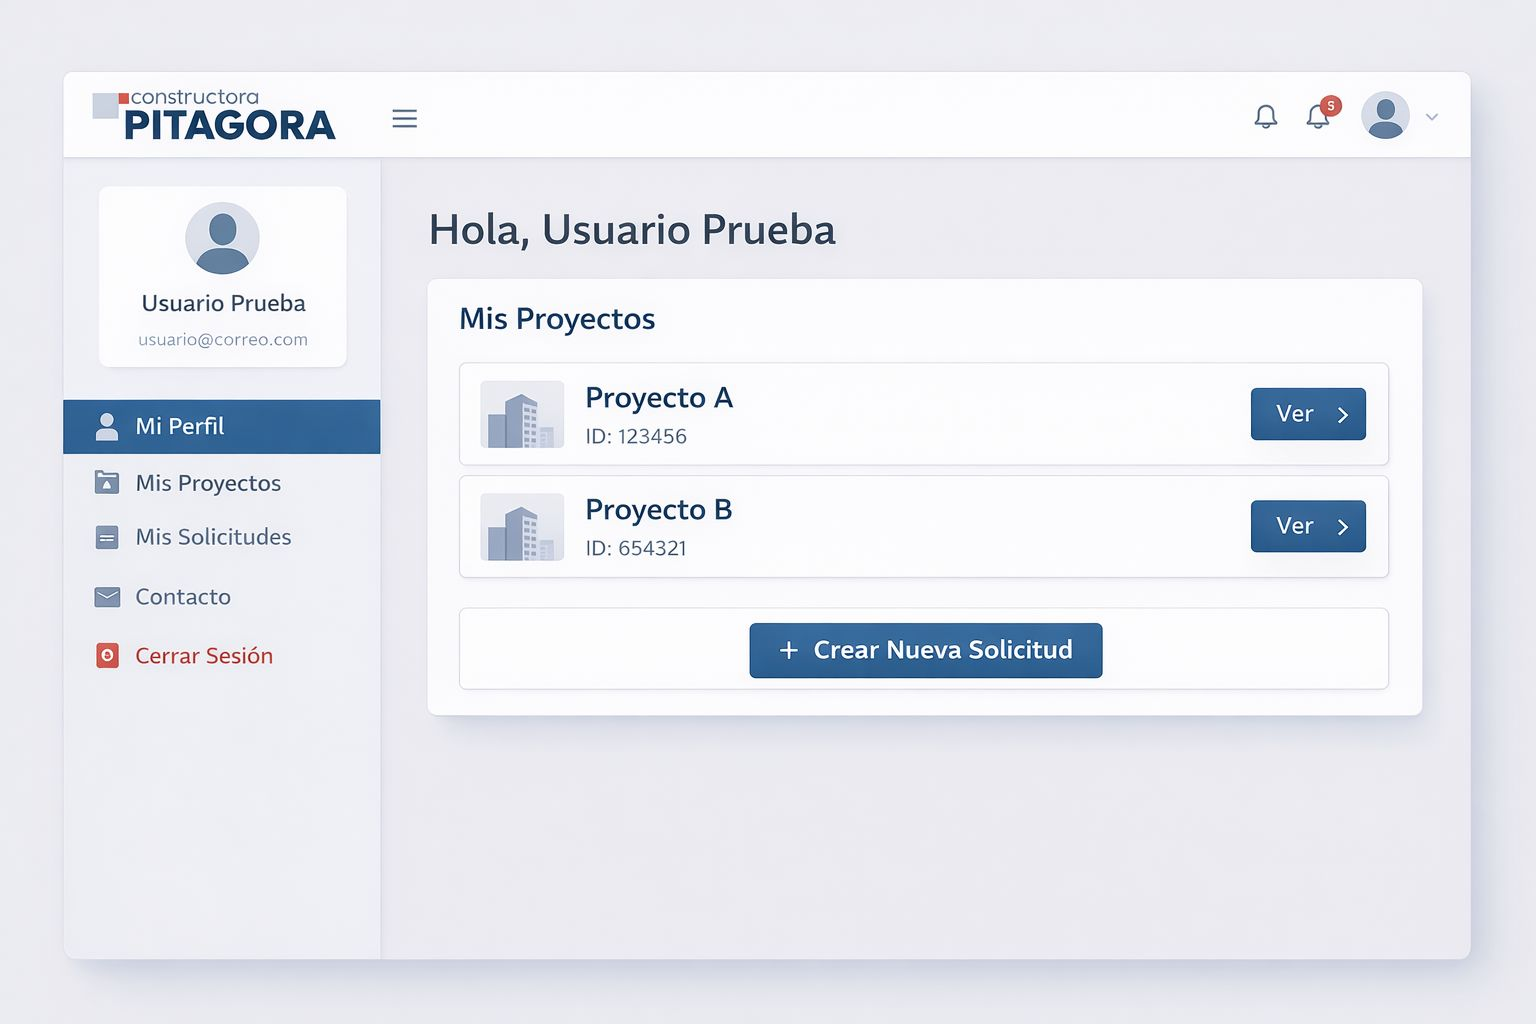 constructora
PITAGORA
S
Usuario Prueba
usuario@correo.com
Mi Perfil
Mis Proyectos
Mis Solicitudes
Contacto
Cerrar Sesión
Hola, Usuario Prueba
Mis Proyectos
Proyecto A
ID: 123456
Ver
Proyecto B
ID: 654321
Ver
+ Crear Nueva Solicitud